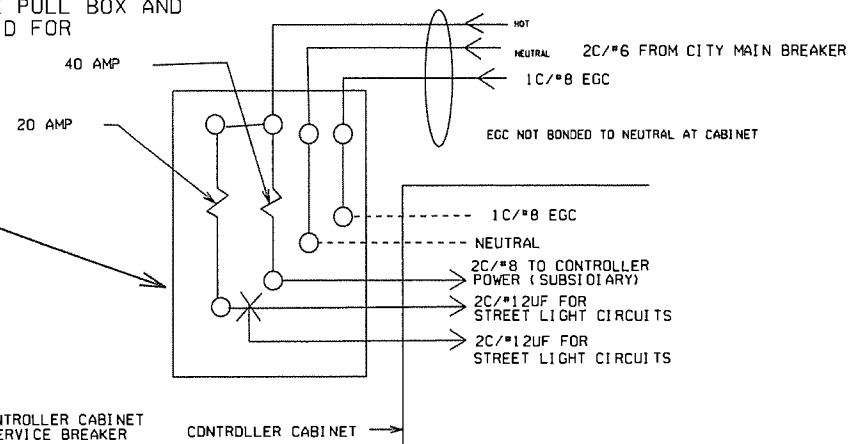 PULL BOX AND
D FOR
HOT
NEUTRAL 2C/#6 FROM CITY MAIN BREAKER
40 AMP
1C/#8 EGC
20 AMP
EGC NOT BONDED TO NEUTRAL AT CABINET
1C/#8 EGC
NEUTRAL
2C/#8 TO CONTROLLER
POWER (SUBSIDIARY)
2C/#12UF FOR
STREET LIGHT CIRCUITS
2C/#12UF FOR
STREET LIGHT CIRCUITS
NTROLLER CABINET
ERVICE BREAKER
CONTROLLER CABINET